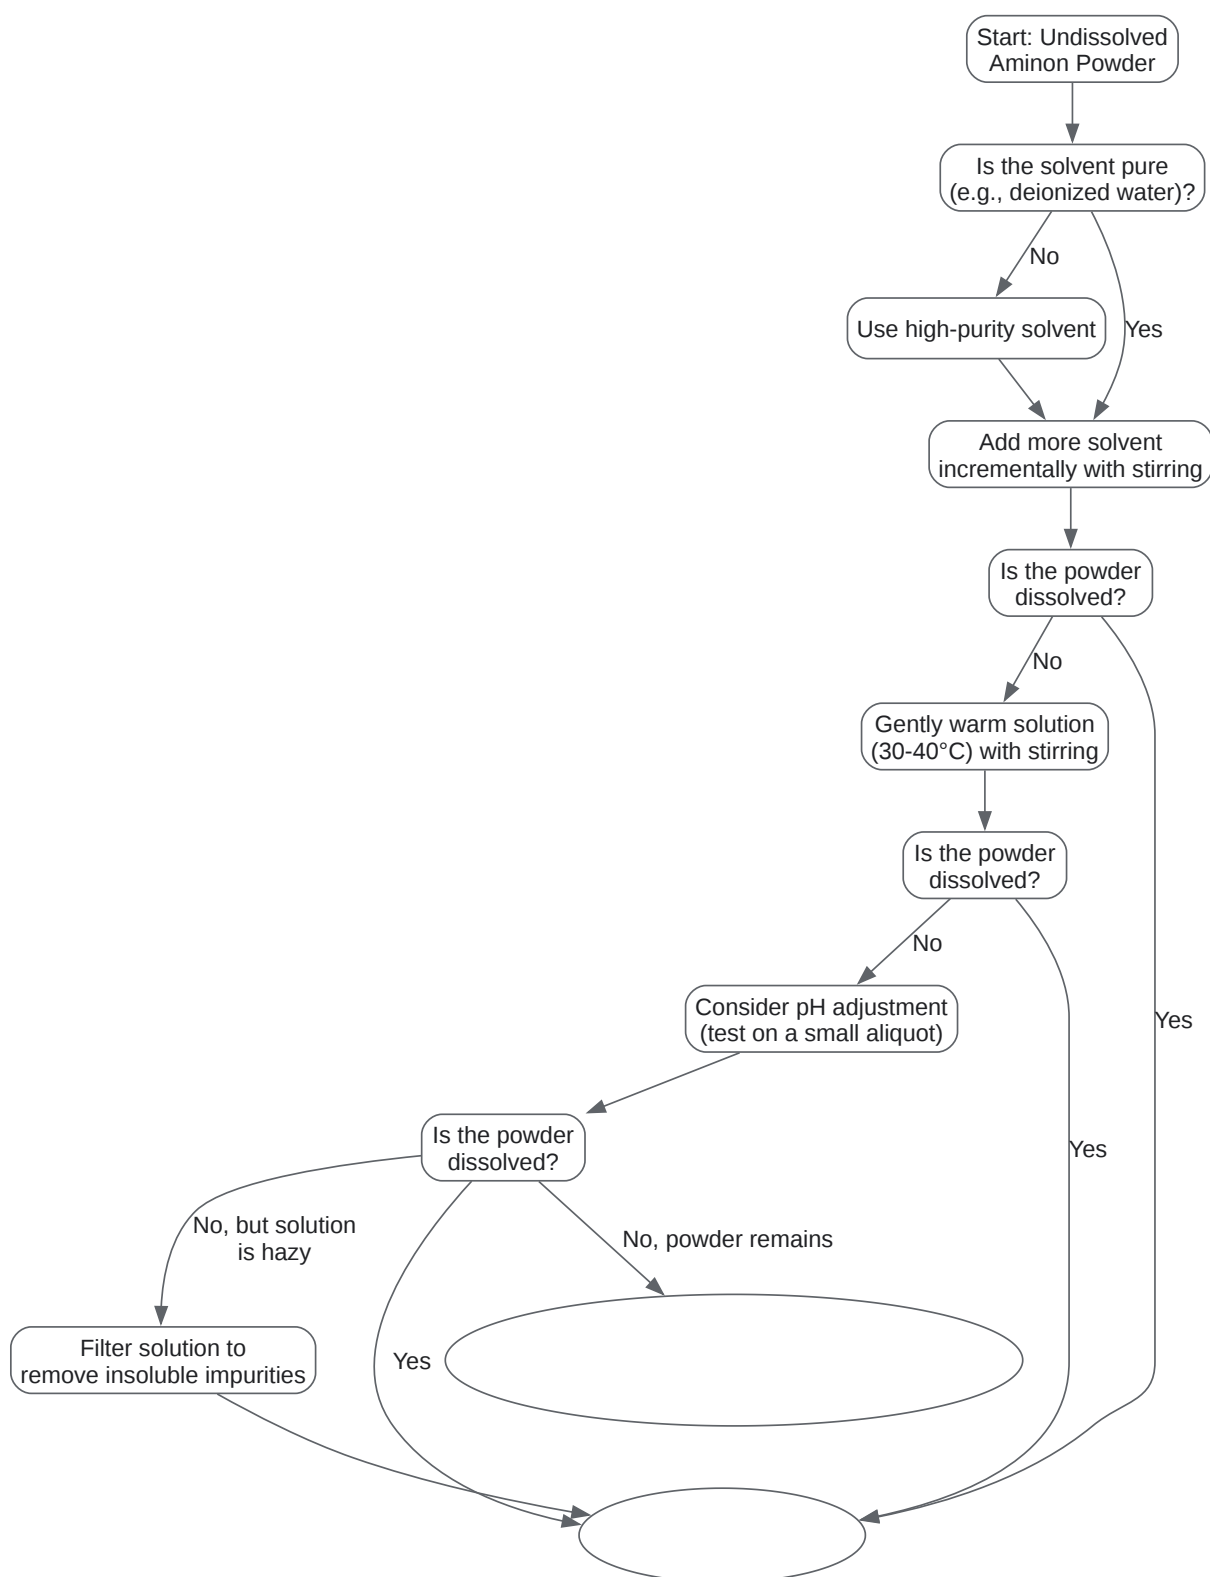 Start: Undissolved
Aminon Powder
Is the solvent pure
(e.g., deionized water)?
No
Use high-purity solvent
Yes
Add more solvent
incrementally with stirring
Is the powder
dissolved?
No
Gently warm solution
(30-40°C) with stirring
Is the powder
dissolved?
No
Consider pH adjustment
(test on a small aliquot)
Yes
Is the powder
dissolved?
Yes
No, but solution
is hazy
No, powder remains
Filter solution to
remove insoluble impurities
Yes